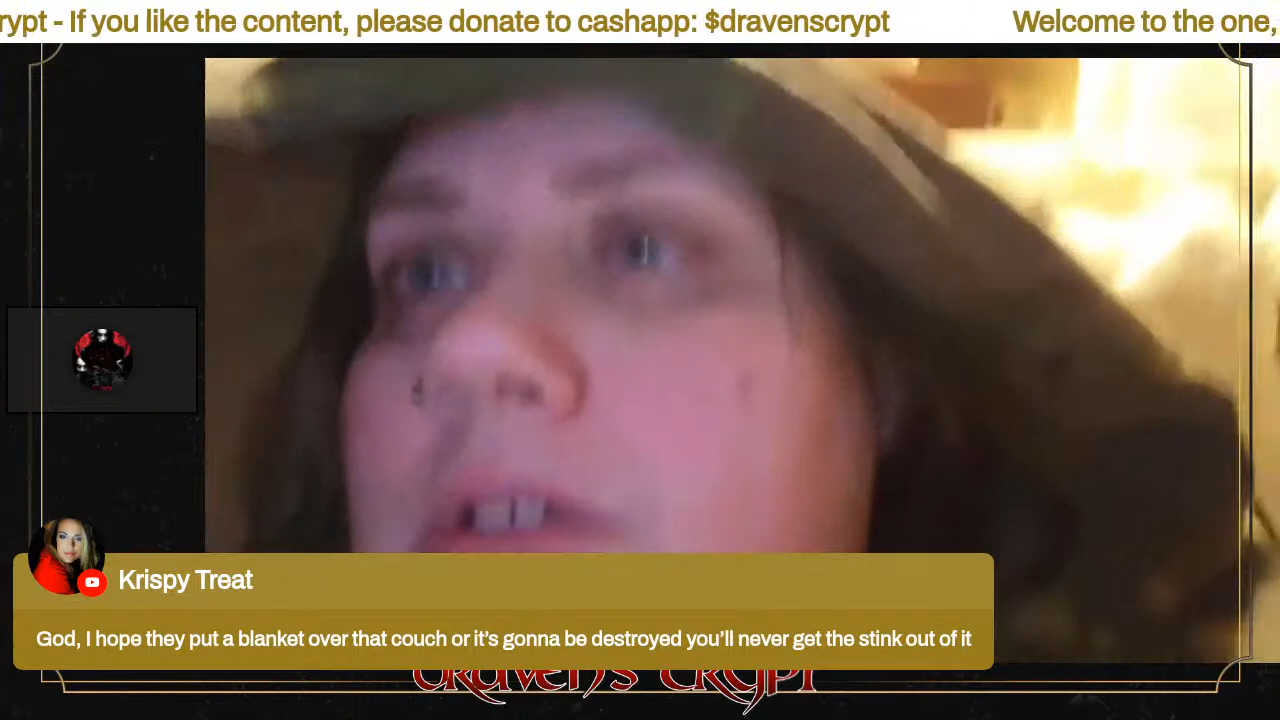 rypt - If you like the content, please donate to cashapp: $dravenscrypt Welcome to the one,
Krispy Treat
God, I hope they put a blanket over that couch or it’s gonna be destroyed you’ll never get the stink out of it
Draven's Crypt